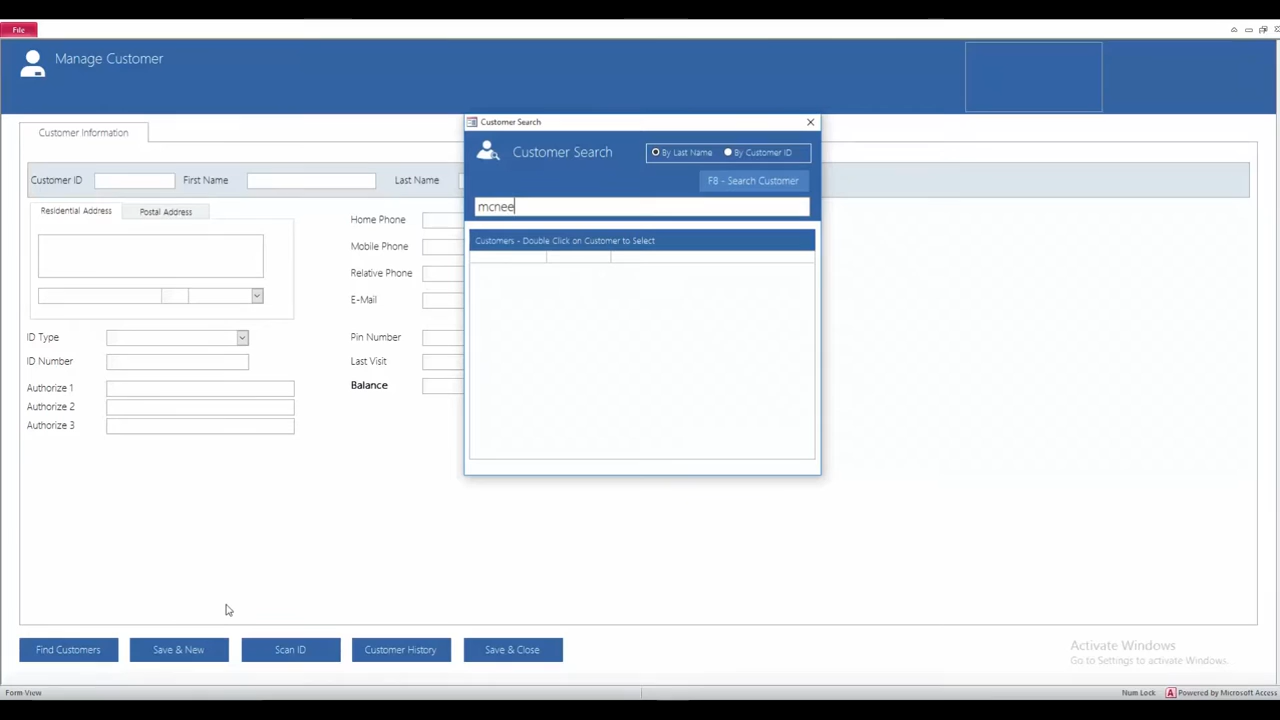 File
Manage Customer
Customer Information
Customer ID
First Name
Last Name
Residential Address
Postal Address
ID Type
ID Number
Authorize 1
Authorize 2
Authorize 3
Home Phone
Mobile Phone
Relative Phone
E-Mail
Pin Number
Last Visit
Balance
Customer Search
Customer Search
By Last Name
By Customer ID
F8 - Search Customer
mcnee
Customers - Double Click on Customer to Select
Find Customers
Save & New
Scan ID
Customer History
Save & Close
Activate Windows
Go to Settings to activate Windows.
Form View
Num Lock
A
Powered by Microsoft Access